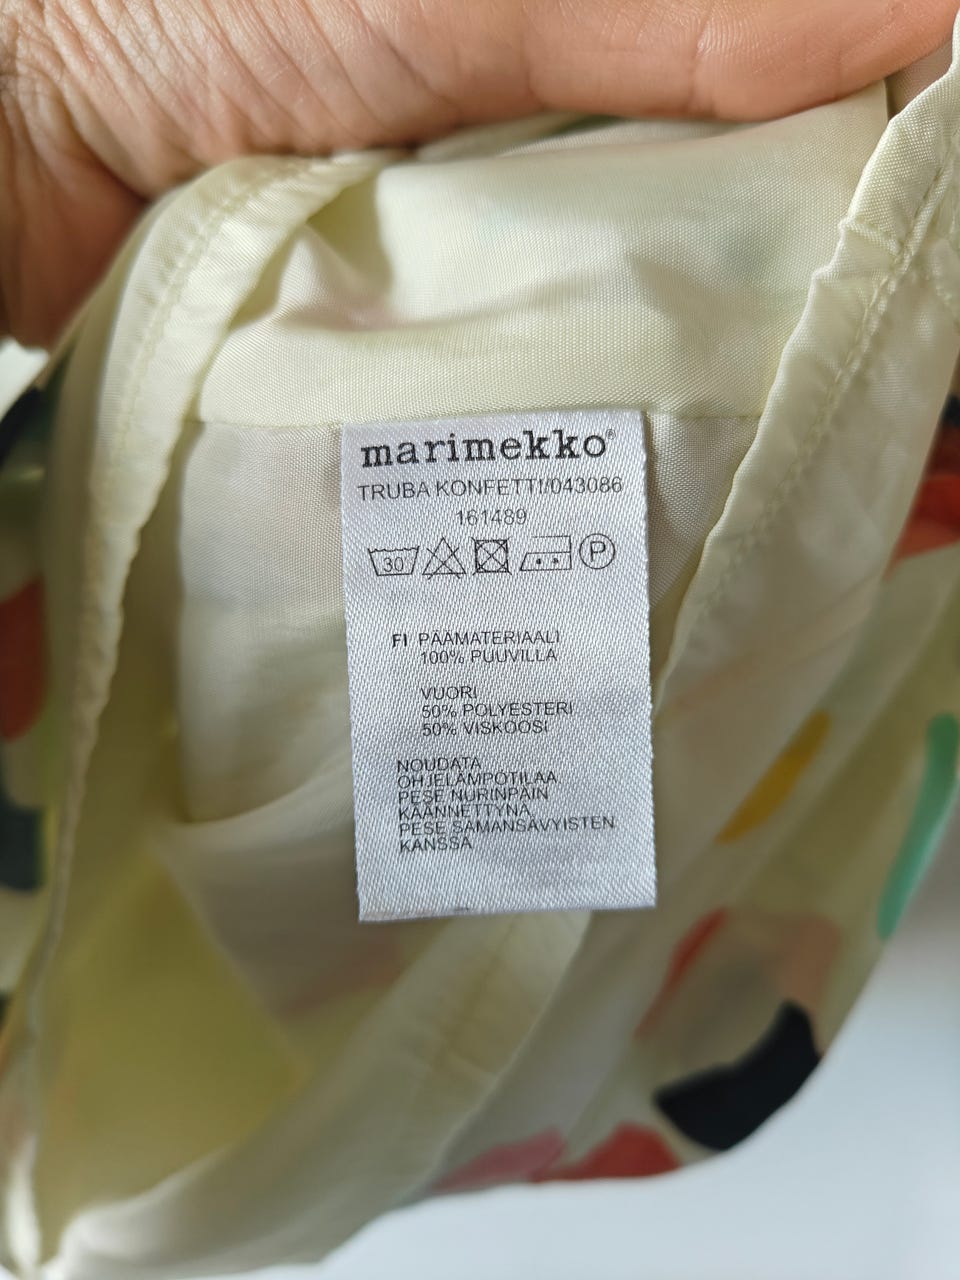 marimekko®
TRUBA KONFETTI/043086
161489
30 P
FI PÄÄMATERIAALI
100% PUUVILLA
VUORI
50% POLYESTERI
50% VISKOOSI
NOUDATA
OHJELÄMPÖTILAA
PESE NURINPÄIN
KÄÄNNETTYNÄ
PESE SAMANSÄVYISTEN
KANSSA